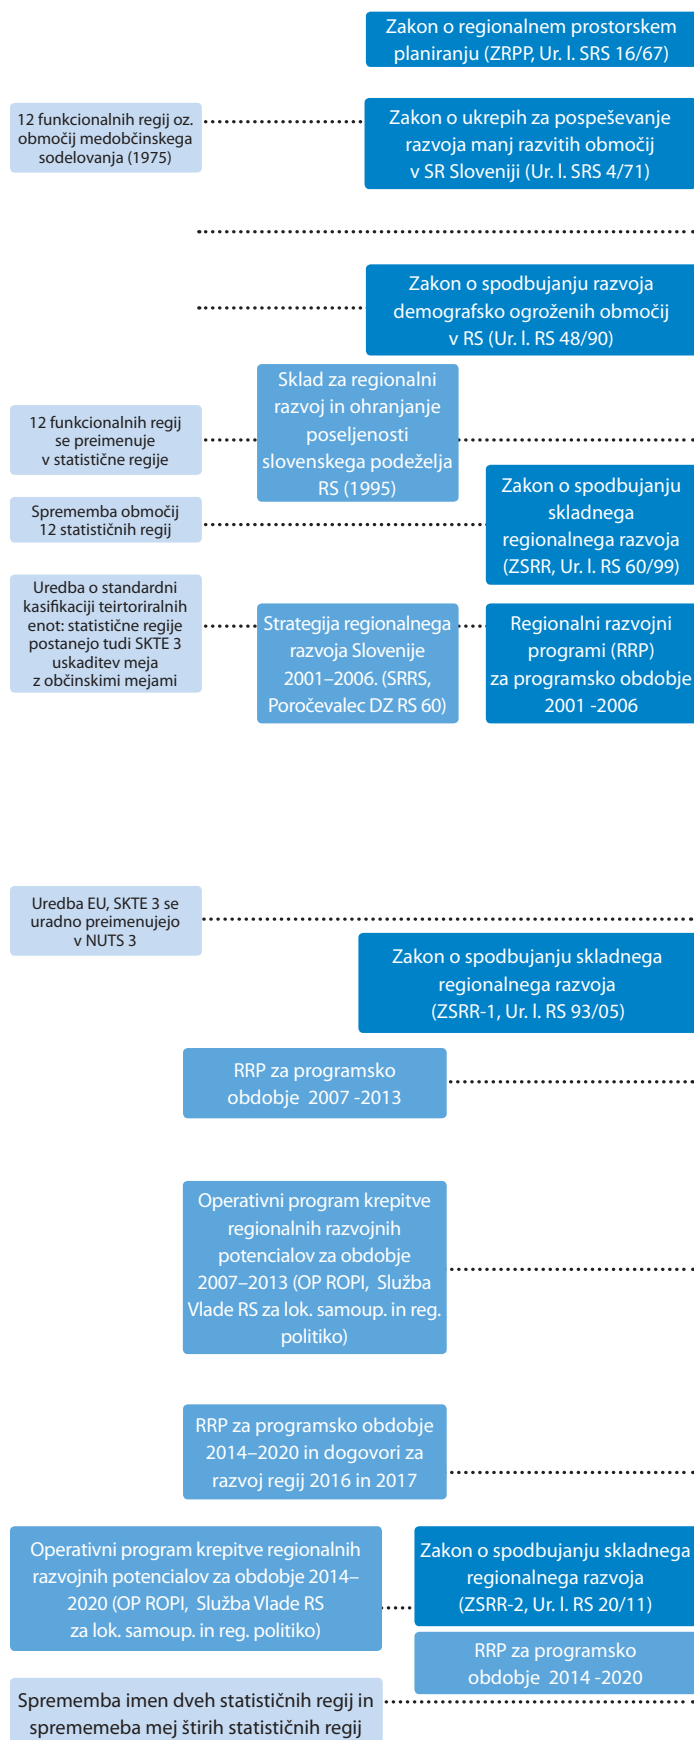 Zakon o regionalnem prostorskem
planiranju (ZRPP, Ur. l. SRS 16/67)
12 funkcionalnih regij oz.
območij medobčinskega
sodelovanja (1975)
Zakon o ukrepih za pospeševanje
razvoja manj razvitih območij
v SR Sloveniji (Ur. l. SRS 4/71)
Zakon o spodbujanju razvoja
demografsko ogroženih območij
v RS (Ur. l. RS 48/90)
12 funkcionalnih regij
se preimenuje
v statistične regije
Sklad za regionalni
razvoj in ohranjanje
poseljenosti
slovenskega podeželja
RS (1995)
Sprememba območij
12 statističnih regij
Zakon o spodbujanju
skladnega
regionalnega razvoja
(ZSRR, Ur. l. RS 60/99)
Uredba o standardni
kasifikaciji teirtoriralnih
enot: statistične regije
postanejo tudi SKTE 3
uskaditev meja
z občinskimi mejami
Strategija regionalnega
razvoja Slovenije
2001–2006. (SRRS,
Poročevalec DZ RS 60)
Regionalni razvojni
programi (RRP)
za programsko obdobje
2001 -2006
Uredba EU, SKTE 3 se
uradno preimenujejo
v NUTS 3
Zakon o spodbujanju skladnega
regionalnega razvoja
(ZSRR-1, Ur. l. RS 93/05)
RRP za programsko
obdobje 2007 -2013
Operativni program krepitve
regionalnih razvojnih
potencialov za obdobje
2007–2013 (OP ROPI, Služba
Vlade RS za lok. samoup. in reg.
politiko)
RRP za programsko obdobje
2014–2020 in dogovori za
razvoj regij 2016 in 2017
Operativni program krepitve regionalnih
razvojnih potencialov za obdobje 2014–
2020 (OP ROPI, Služba Vlade RS
za lok. samoup. in reg. politiko)
Zakon o spodbujanju skladnega
regionalnega razvoja
(ZSRR-2, Ur. l. RS 20/11)
RRP za programsko
obdobje 2014 -2020
Sprememba imen dveh statističnih regij in
sprememeba mej štirih statističnih regij